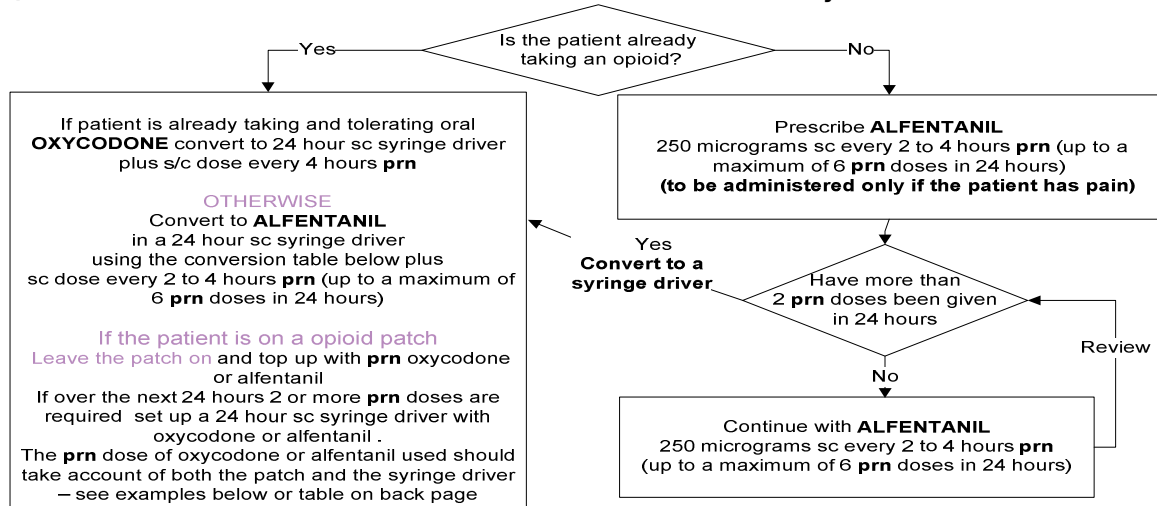 Is the patient already
taking an opioid?
Yes
No
If patient is already taking and tolerating oral
OXYCODONE convert to 24 hour sc syringe driver
plus s/c dose every 4 hours prn
OTHERWISE
Convert to ALFENTANIL
in a 24 hour sc syringe driver
using the conversion table below plus
sc dose every 2 to 4 hours prn (up to a maximum of
6 prn doses in 24 hours)
If the patient is on a opioid patch
Leave the patch on and top up with prn oxycodone
or alfentanil
If over the next 24 hours 2 or more prn doses are
required set up a 24 hour sc syringe driver with
oxycodone or alfentanil .
The prn dose of oxycodone or alfentanil used should
take account of both the patch and the syringe driver
– see examples below or table on back page
Prescribe ALFENTANIL
250 micrograms sc every 2 to 4 hours prn (up to a
maximum of 6 prn doses in 24 hours)
(to be administered only if the patient has pain)
Yes
Convert to a
syringe driver
Have more than
2 prn doses been given
in 24 hours
Review
No
Continue with ALFENTANIL
250 micrograms sc every 2 to 4 hours prn
(up to a maximum of 6 prn doses in 24 hours)